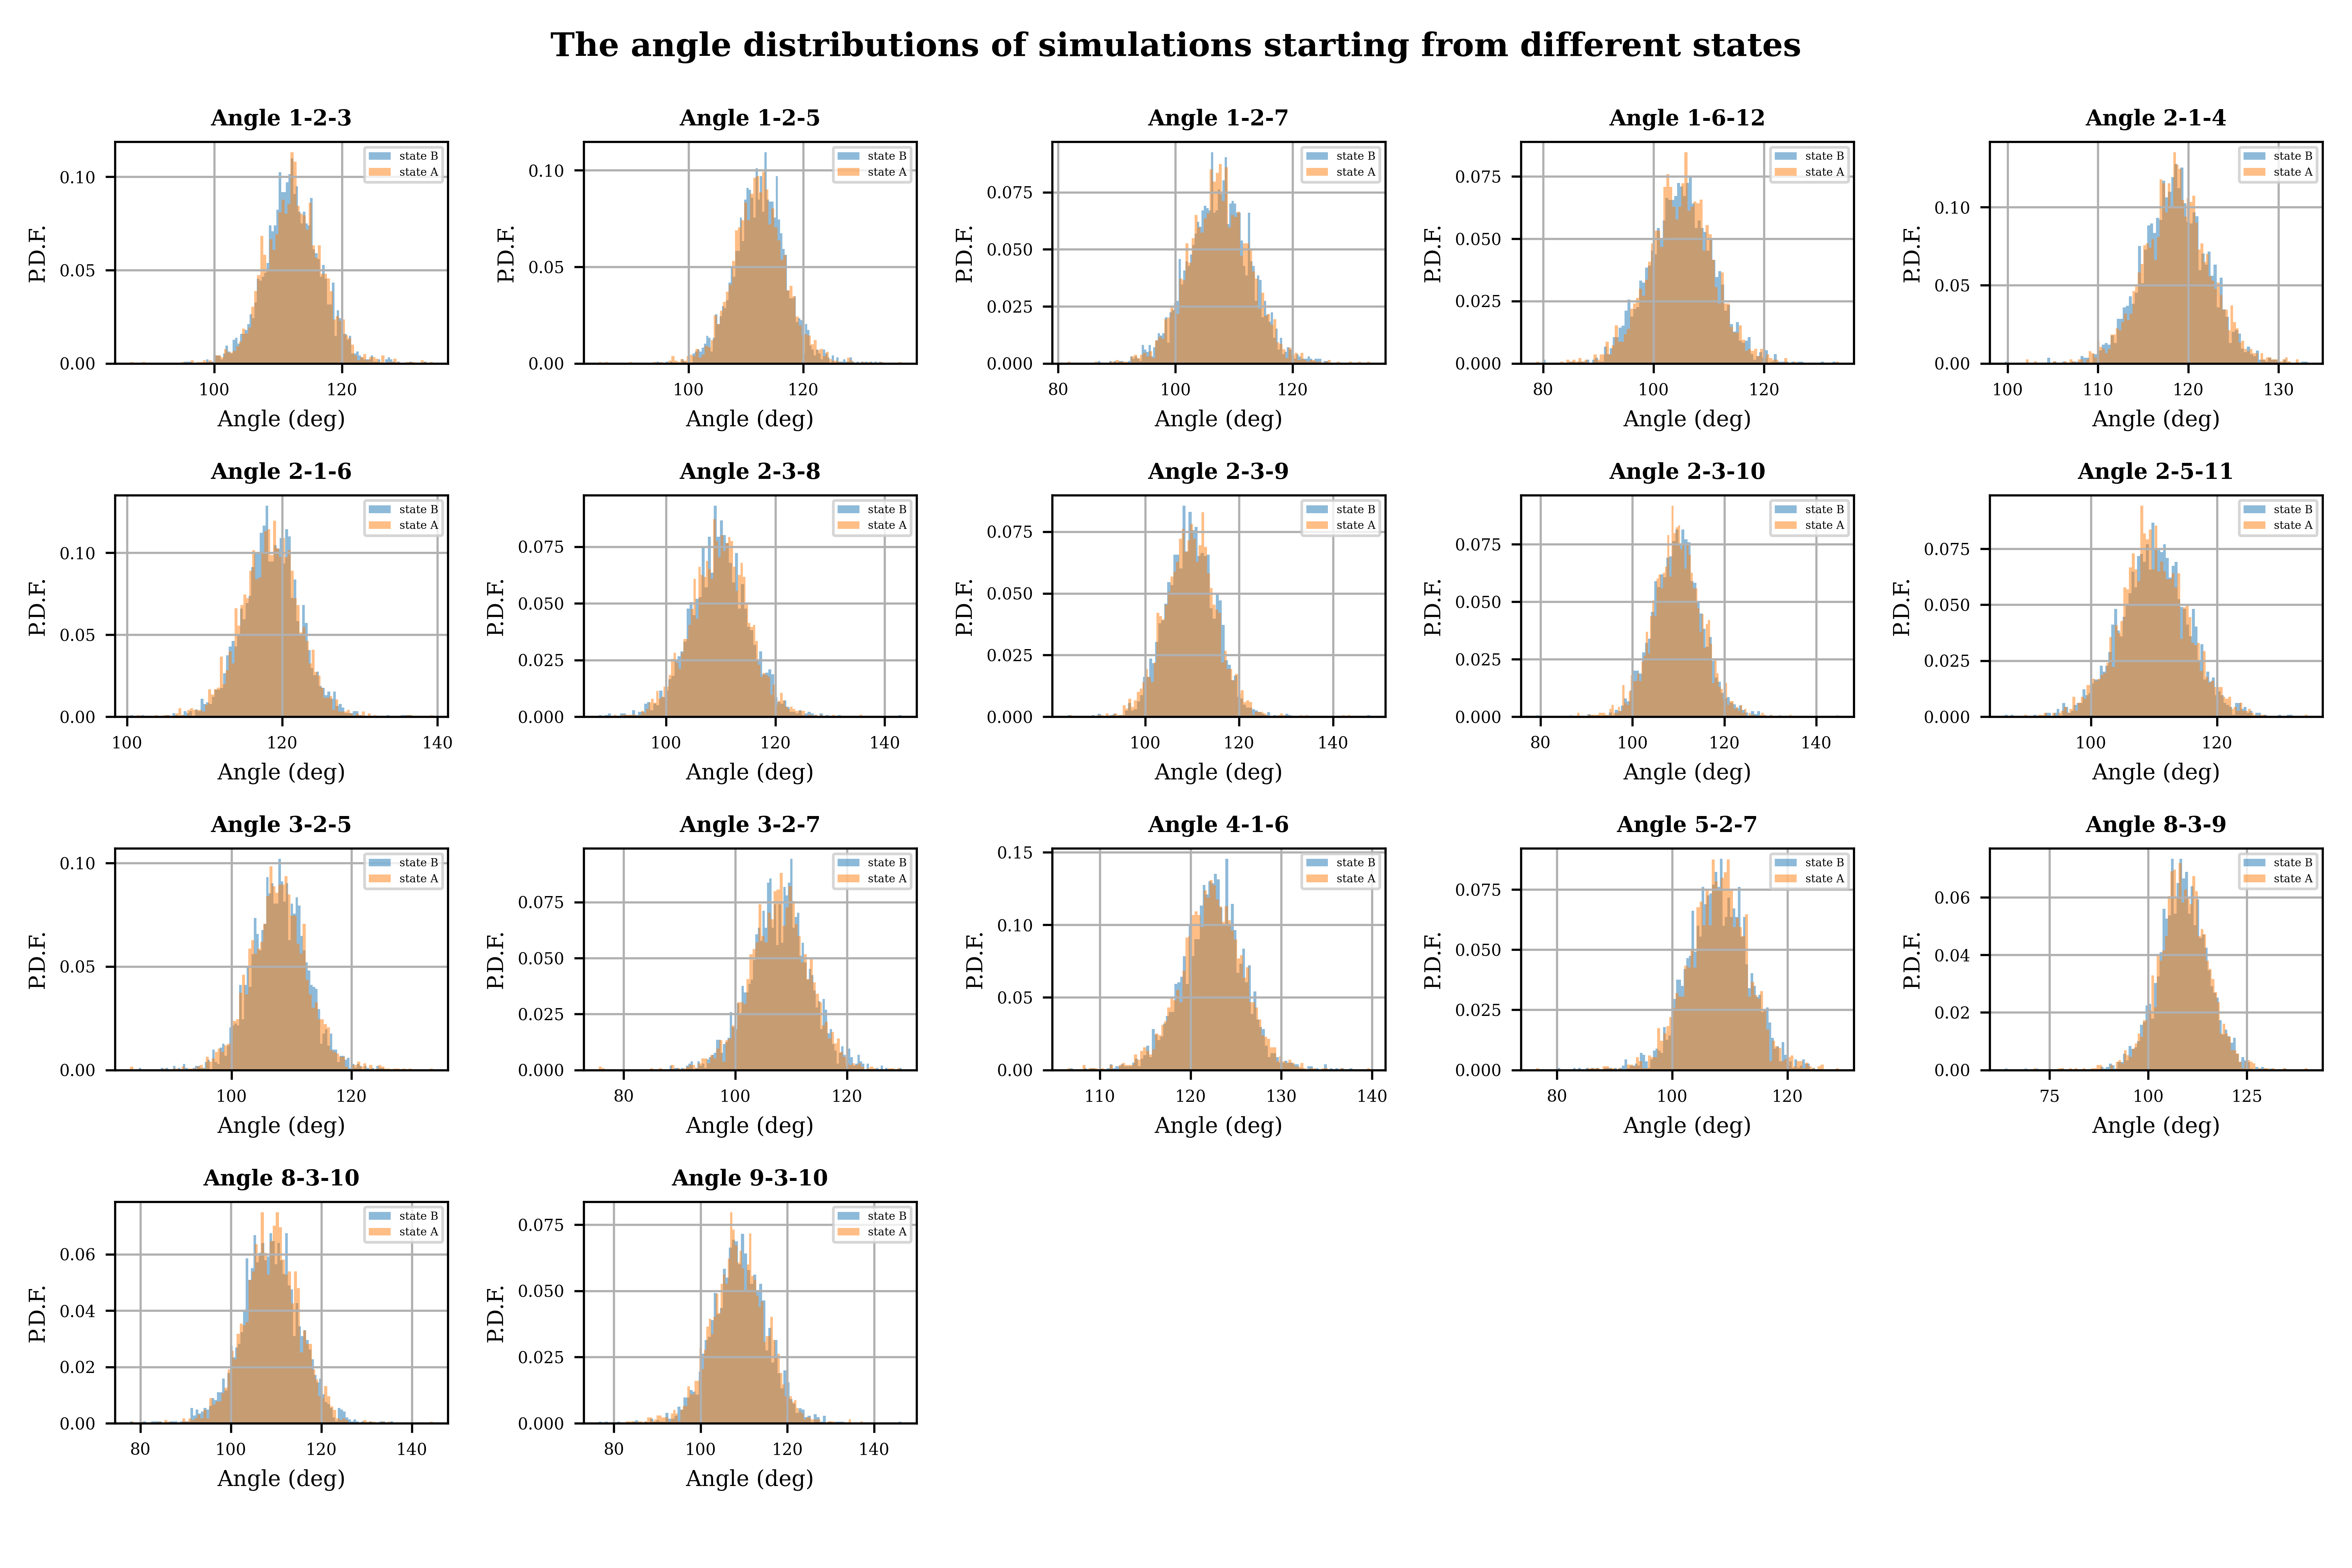 The angle distributions of simulations starting from different states
Angle 1-2-3
P.D.F.
0.10
0.05
0.00
100
120
Angle (deg)
state B
state A
Angle 1-2-5
P.D.F.
0.10
0.05
0.00
100
120
Angle (deg)
state B
state A
Angle 1-2-7
P.D.F.
0.075
0.050
0.025
0.000
80
100
120
Angle (deg)
state B
state A
Angle 1-6-12
P.D.F.
0.075
0.050
0.025
0.000
80
100
120
Angle (deg)
state B
state A
Angle 2-1-4
P.D.F.
0.10
0.05
0.00
100
110
120
130
Angle (deg)
state B
state A
Angle 2-1-6
P.D.F.
0.10
0.05
0.00
100
120
140
Angle (deg)
state B
state A
Angle 2-3-8
P.D.F.
0.075
0.050
0.025
0.000
100
120
140
Angle (deg)
state B
state A
Angle 2-3-9
P.D.F.
0.075
0.050
0.025
0.000
100
120
140
Angle (deg)
state B
state A
Angle 2-3-10
P.D.F.
0.075
0.050
0.025
0.000
80
100
120
140
Angle (deg)
state B
state A
Angle 2-5-11
P.D.F.
0.075
0.050
0.025
0.000
100
120
Angle (deg)
state B
state A
Angle 3-2-5
P.D.F.
0.10
0.05
0.00
100
120
Angle (deg)
state B
state A
Angle 3-2-7
P.D.F.
0.075
0.050
0.025
0.000
80
100
120
Angle (deg)
state B
state A
Angle 4-1-6
P.D.F.
0.15
0.10
0.05
0.00
110
120
130
140
Angle (deg)
state B
state A
Angle 5-2-7
P.D.F.
0.075
0.050
0.025
0.000
80
100
120
Angle (deg)
state B
state A
Angle 8-3-9
P.D.F.
0.06
0.04
0.02
0.00
75
100
125
Angle (deg)
state B
state A
Angle 8-3-10
P.D.F.
0.06
0.04
0.02
0.00
80
100
120
140
Angle (deg)
state B
state A
Angle 9-3-10
P.D.F.
0.075
0.050
0.025
0.000
80
100
120
140
Angle (deg)
state B
state A